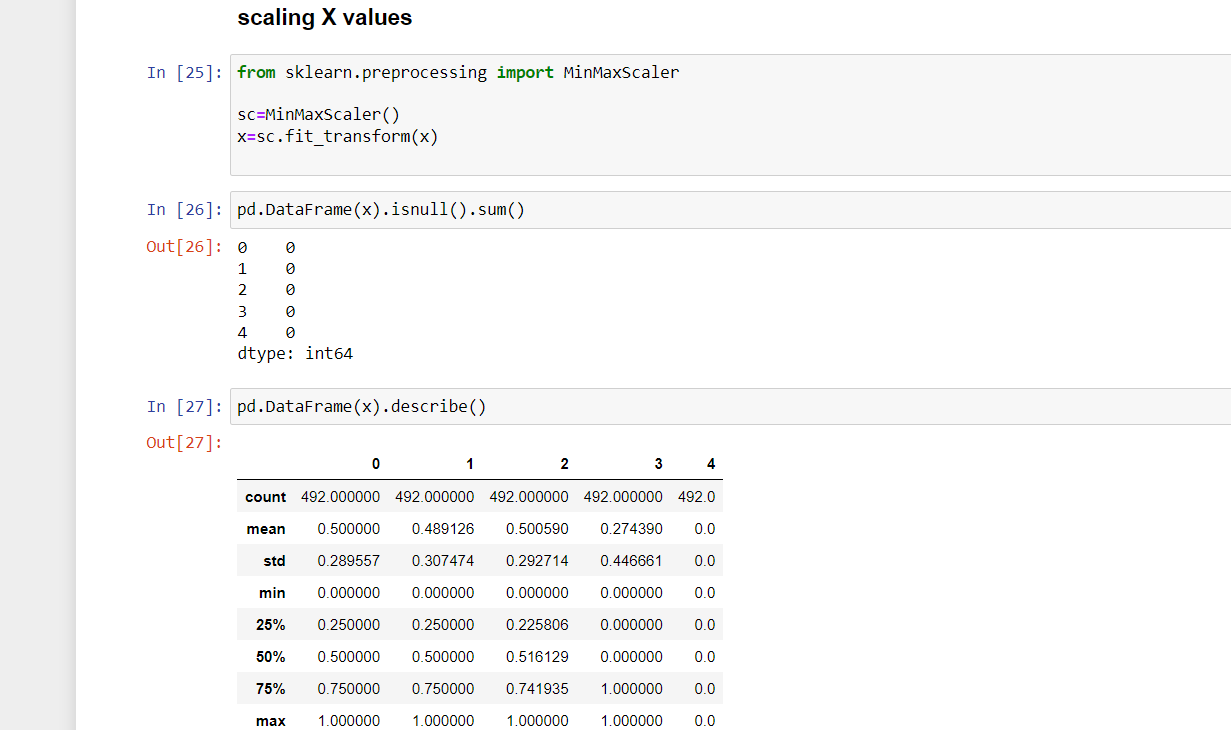 scaling X values
In [25]: from sklearn.preprocessing import MinMaxScaler
sc=MinMaxScaler()
x=sc.fit_transform(x)
In [26]: pd.DataFrame(x).isnull().sum()
Out[26]: 0 0
1 0
2 0
3 0
4 0
dtype: int64
In [27]: pd.DataFrame(x).describe()
Out[27]:
0 1 2 3 4
count 492.000000 492.000000 492.000000 492.000000 492.0
mean 0.500000 0.489126 0.500590 0.274390 0.0
std 0.289557 0.307474 0.292714 0.446661 0.0
min 0.000000 0.000000 0.000000 0.000000 0.0
25% 0.250000 0.250000 0.225806 0.000000 0.0
50% 0.500000 0.500000 0.516129 0.000000 0.0
75% 0.750000 0.750000 0.741935 1.000000 0.0
max 1.000000 1.000000 1.000000 1.000000 0.0